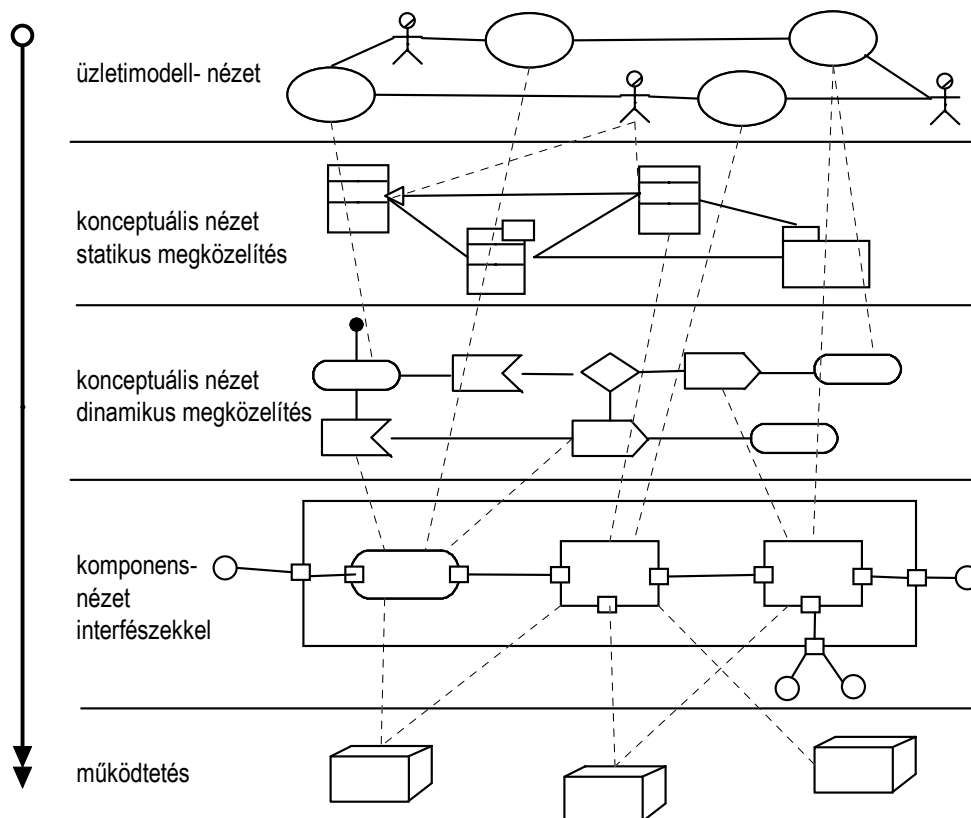 üzletimodell- nézet
konceptuális nézet
statikus megközelítés
konceptuális nézet
dinamikus megközelítés
komponens-
nézet
interfészekkel
működtetés